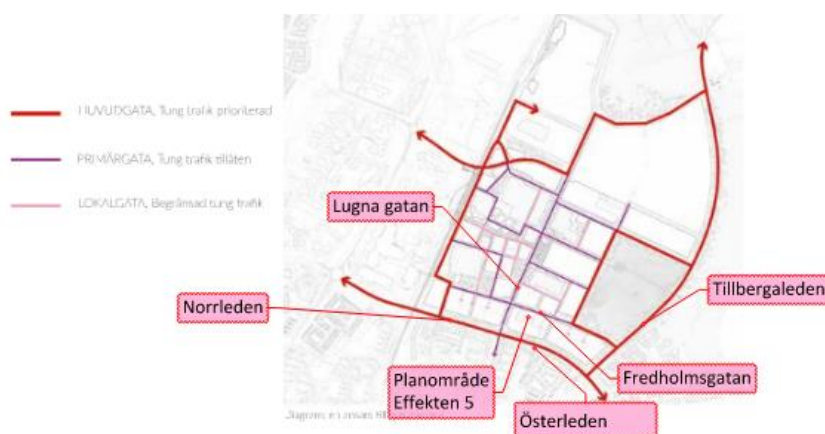 HUVUDGATA, Tung trafik prioriterad
PRIMÄRGATA, Tung trafik tillåten
LOKALGATA, Begränsad tung trafik
Lugna gatan
Norrleden
Tillbergaleden
Planområde
Effekten 5
Fredholmsgatan
Österleden